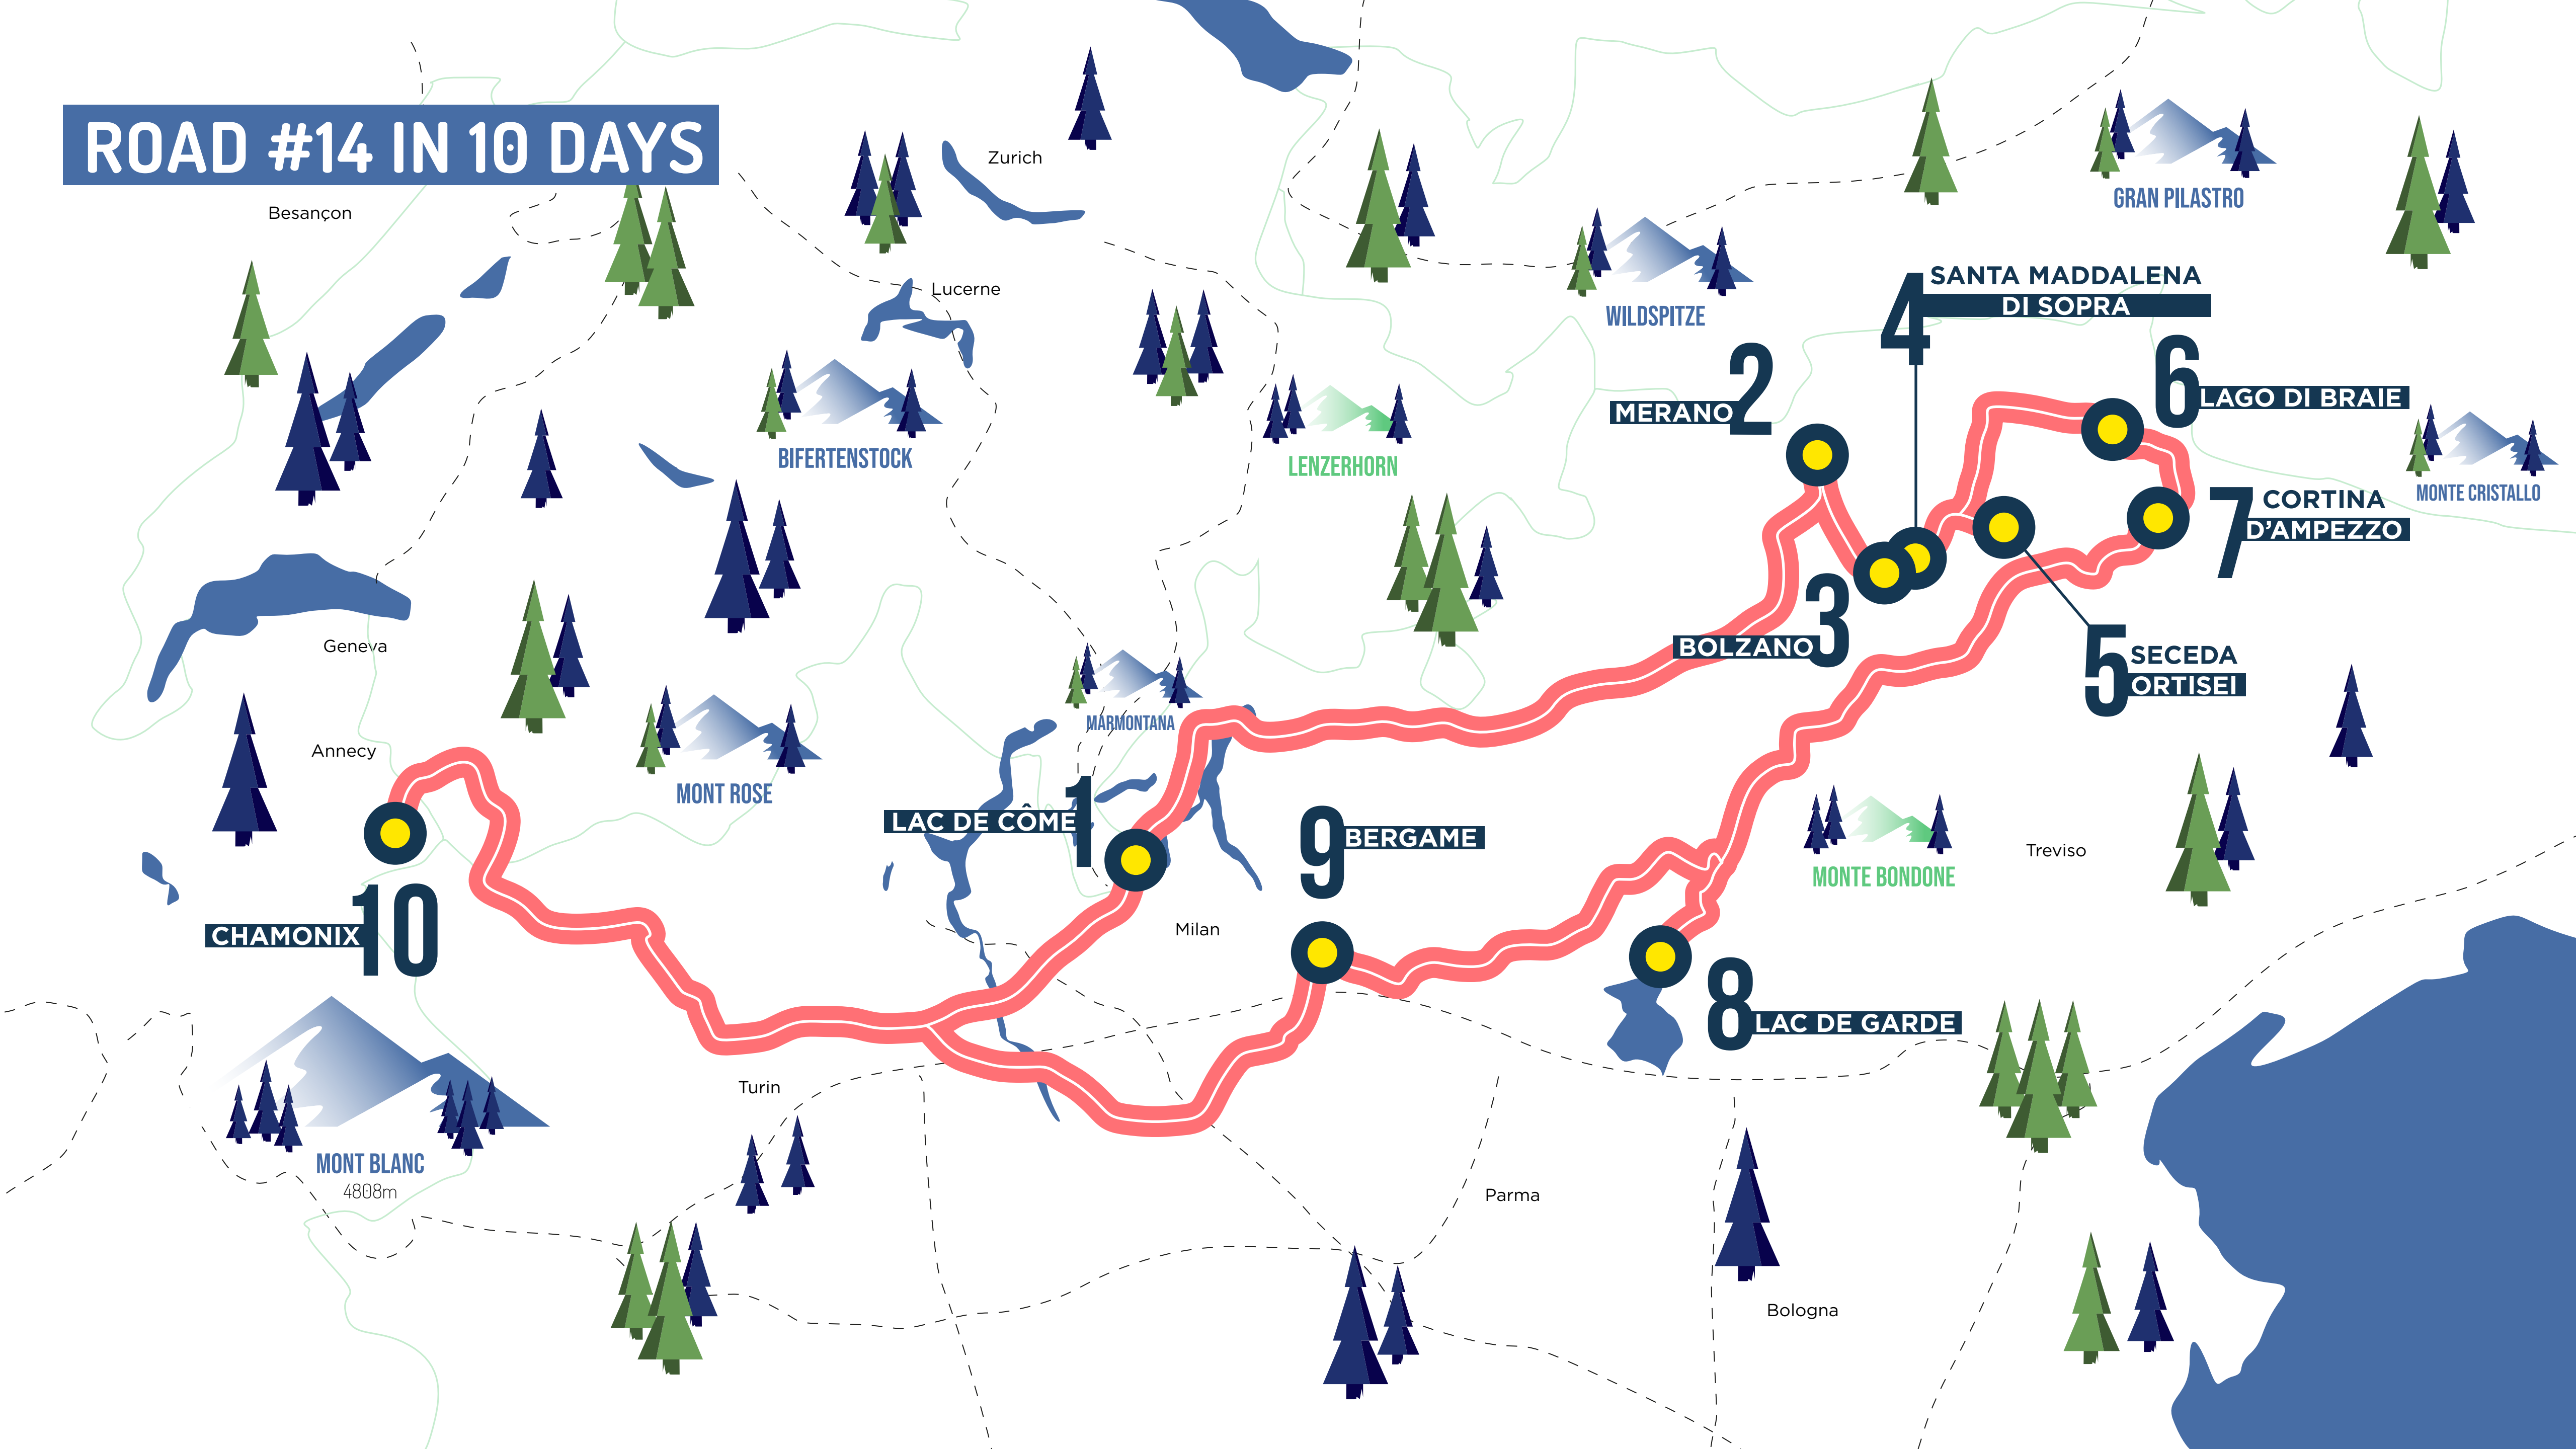 ROAD #14 IN 10 DAYS
Besançon
Zurich
Lucerne
GRAN PILASTRO
WILDSPITZE
4
SANTA MADDALENA
DI SOPRA
2
MERANO
6
LAGO DI BRAIE
BIFERTENSTOCK
LENZERHORN
MONTE CRISTALLO
7
CORTINA
D'AMPEZZO
3
BOLZANO
5
SECEDA
ORTISEI
Geneva
Annecy
MONT ROSE
MARMONTANA
1
LAC DE CÔME
9
BERGAME
MONTE BONDONE
Treviso
10
CHAMONIX
Milan
8
LAC DE GARDE
Turin
MONT BLANC
4808m
Parma
Bologna